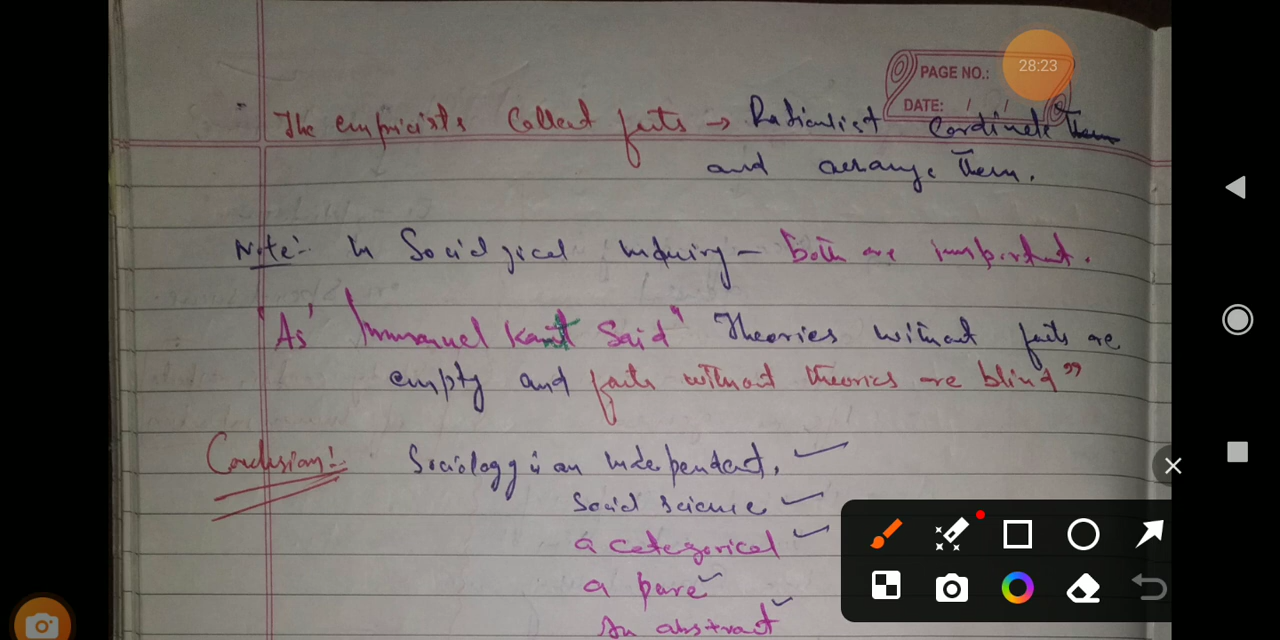 28:23
PAGE NO.:
DATE: / /
" The empricists Collect facts → Rationlist Cordinate them
and arrange them.
Note:- In Sociological inquiry - both are important.
'As' Immanuel Kant Said " Theories without facts are
empty and facts without theories are blind"
Conclusion:- Sociology is an independent.
Social science
a categorical
a pure
An abstract